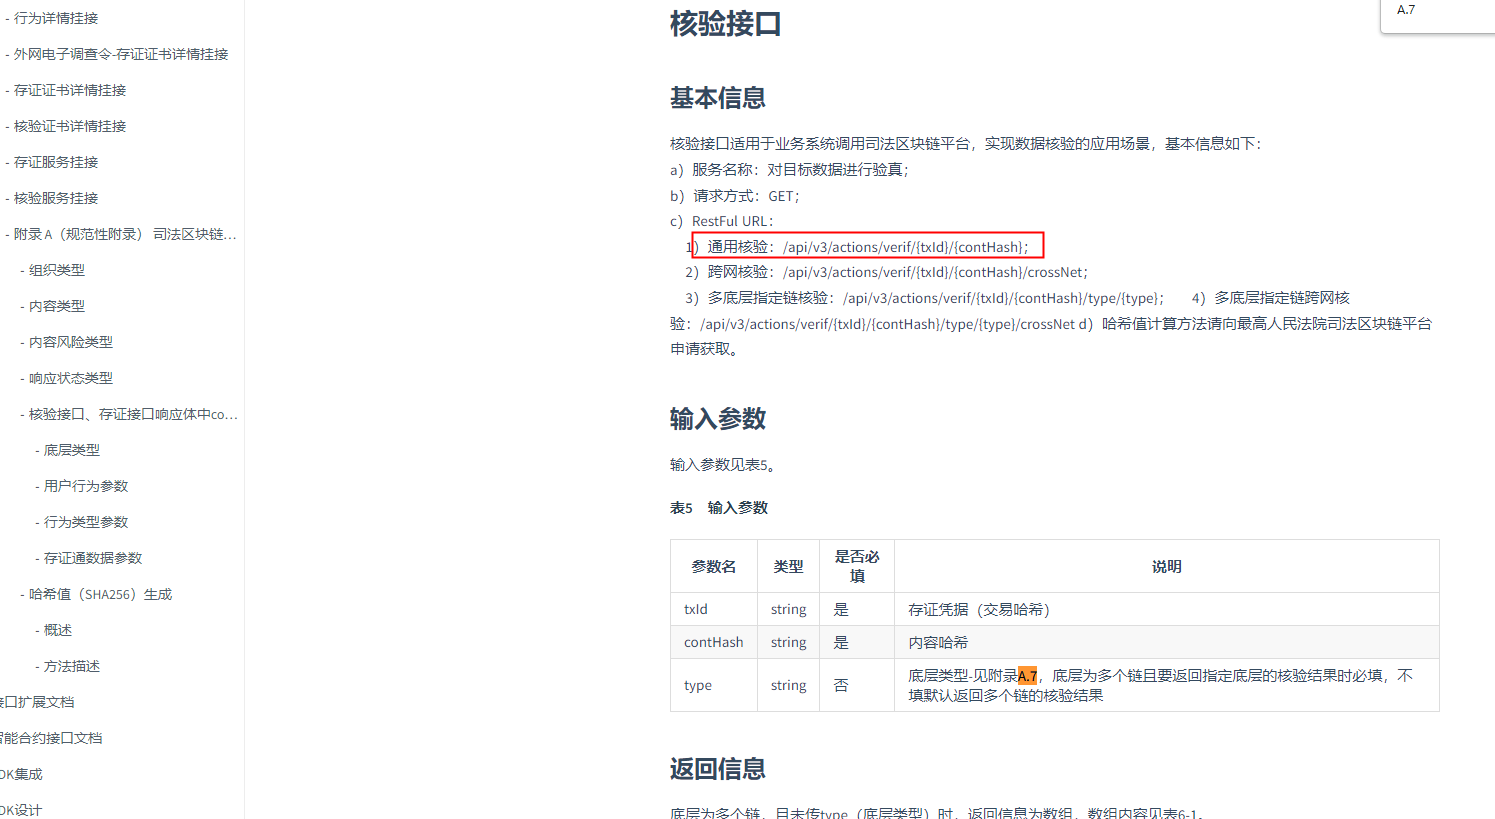 - 行为详情挂接
- 外网电子调查令-存证证书详情挂接
- 存证证书详情挂接
- 核验证书详情挂接
- 存证服务挂接
- 核验服务挂接
- 附录 A（规范性附录） 司法区块链…
- 组织类型
- 内容类型
- 内容风险类型
- 响应状态类型
- 核验接口、存证接口响应体中co…
- 底层类型
- 用户行为参数
- 行为类型参数
- 存证通数据参数
- 哈希值（SHA256）生成
- 概述
- 方法描述
接口扩展文档
智能合约接口文档
DK集成
DK设计
A.7
核验接口
基本信息
核验接口适用于业务系统调用司法区块链平台，实现数据核验的应用场景，基本信息如下：
a）服务名称：对目标数据进行验真；
b）请求方式：GET；
c）RestFul URL：
1）通用核验：/api/v3/actions/verif/{txId}/{contHash}；
2）跨网核验：/api/v3/actions/verif/{txId}/{contHash}/crossNet；
3）多底层指定链核验：/api/v3/actions/verif/{txId}/{contHash}/type/{type}； 4）多底层指定链跨网核
验：/api/v3/actions/verif/{txId}/{contHash}/type/{type}/crossNet d）哈希值计算方法请向最高人民法院司法区块链平台
申请获取。
输入参数
输入参数见表5。
表5 输入参数
参数名 类型 是否必填 说明
txId string 是 存证凭据（交易哈希）
contHash string 是 内容哈希
type string 否 底层类型-见附录A.7，底层为多个链且要返回指定底层的核验结果时必填，不
填默认返回多个链的核验结果
返回信息
底层为多个链，且未传type（底层类型）时，返回信息为数组，数组内容见表6-1。